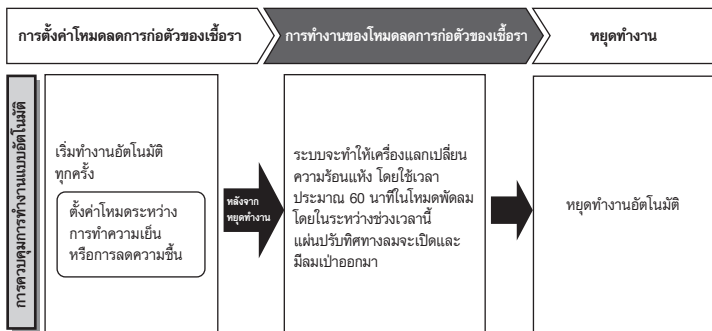 การตั้งค่าโหมดลดการก่อตัวของเชื้อรา
การทำงานของโหมดลดการก่อตัวของเชื้อรา
หยุดทำงาน
การควบคุมการทำงานแบบอัตโนมัติ
เริ่มทำงานอัตโนมัติ
ทุกครั้ง
ตั้งค่าโหมดระหว่าง
การทำความเย็น
หรือการลดความชื้น
หลังจาก
หยุดทำงาน
ระบบจะทำให้เครื่องแลกเปลี่ยน
ความร้อนแห้ง โดยใช้เวลา
ประมาณ 60 นาทีในโหมดพัดลม
โดยในระหว่างช่วงเวลานี้
แผ่นปรับทิศทางลมจะเปิดและ
มีลมเป่าออกมา
หยุดทำงานอัตโนมัติ